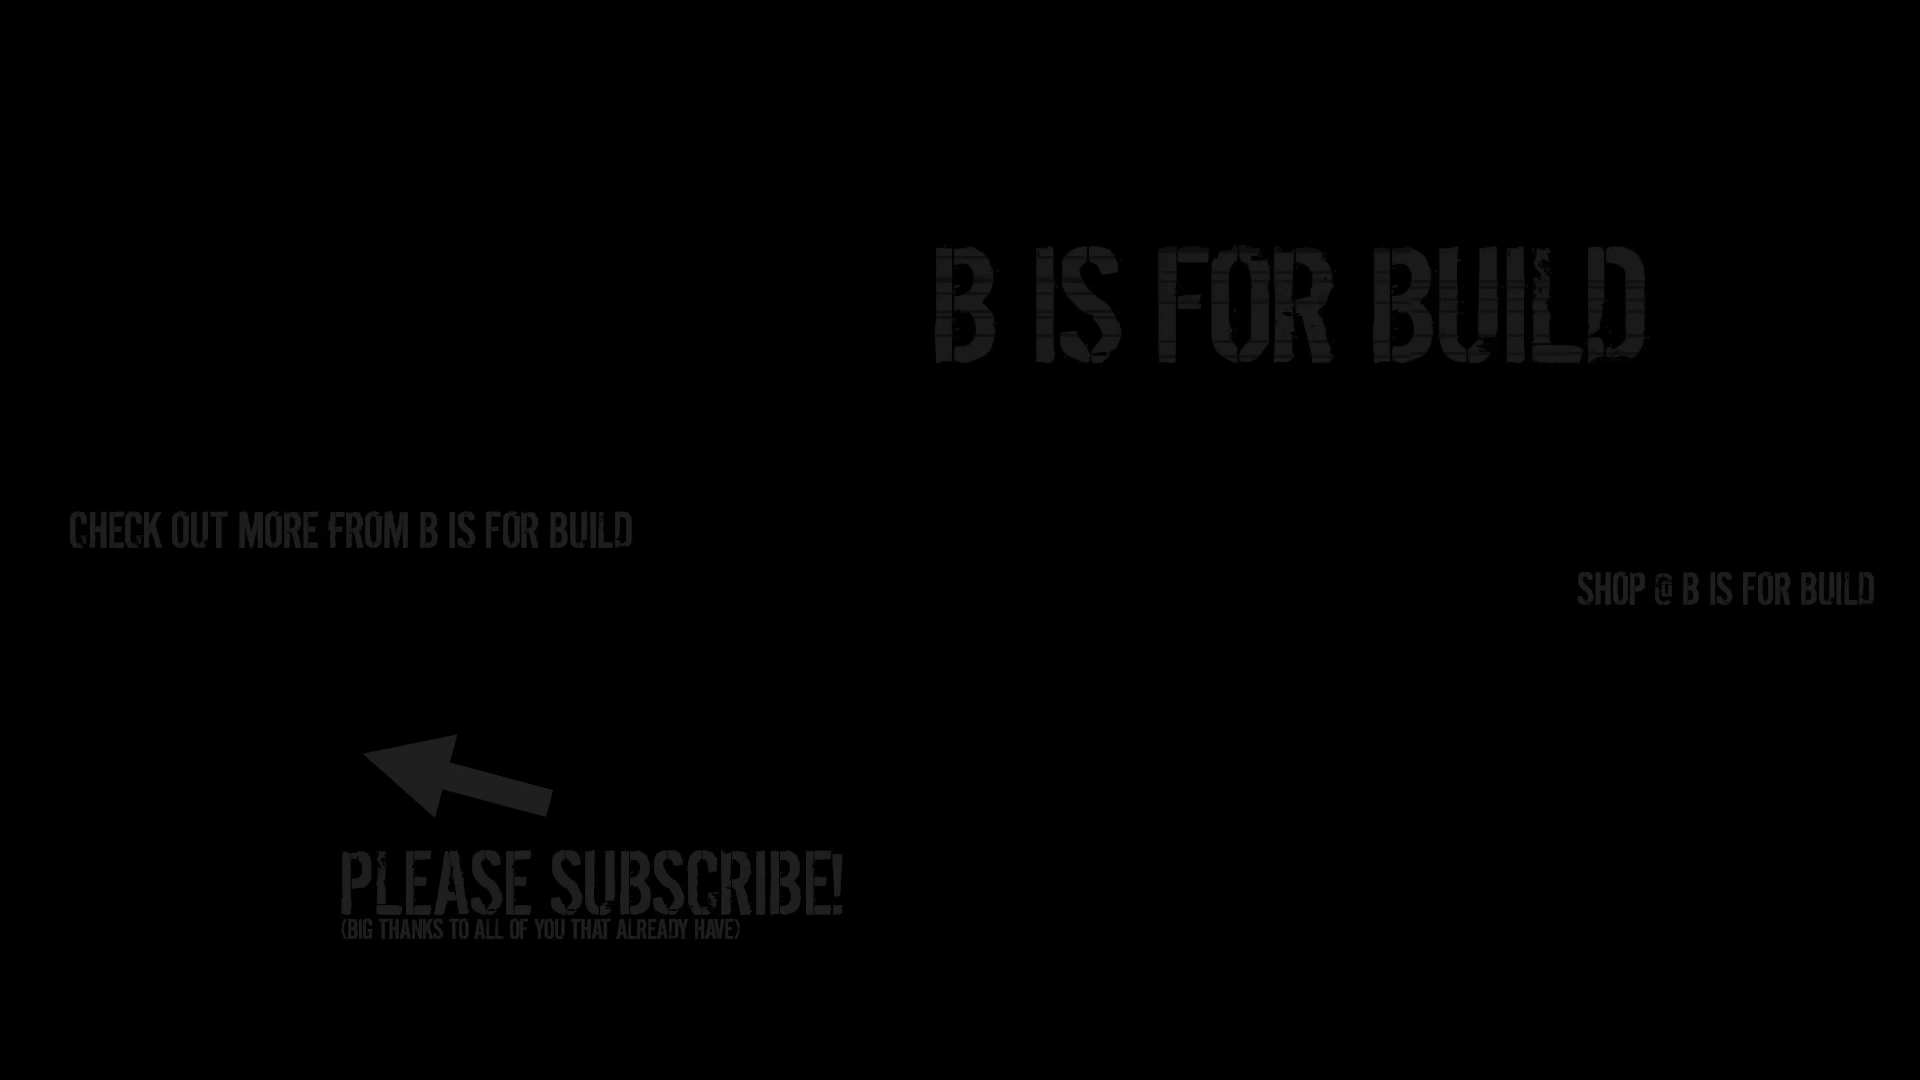 B IS FOR BUILD
CHECK OUT MORE FROM B IS FOR BUILD
SHOP @ B IS FOR BUILD
PLEASE SUBSCRIBE!
(BIG THANKS TO ALL OF YOU THAT ALREADY HAVE)